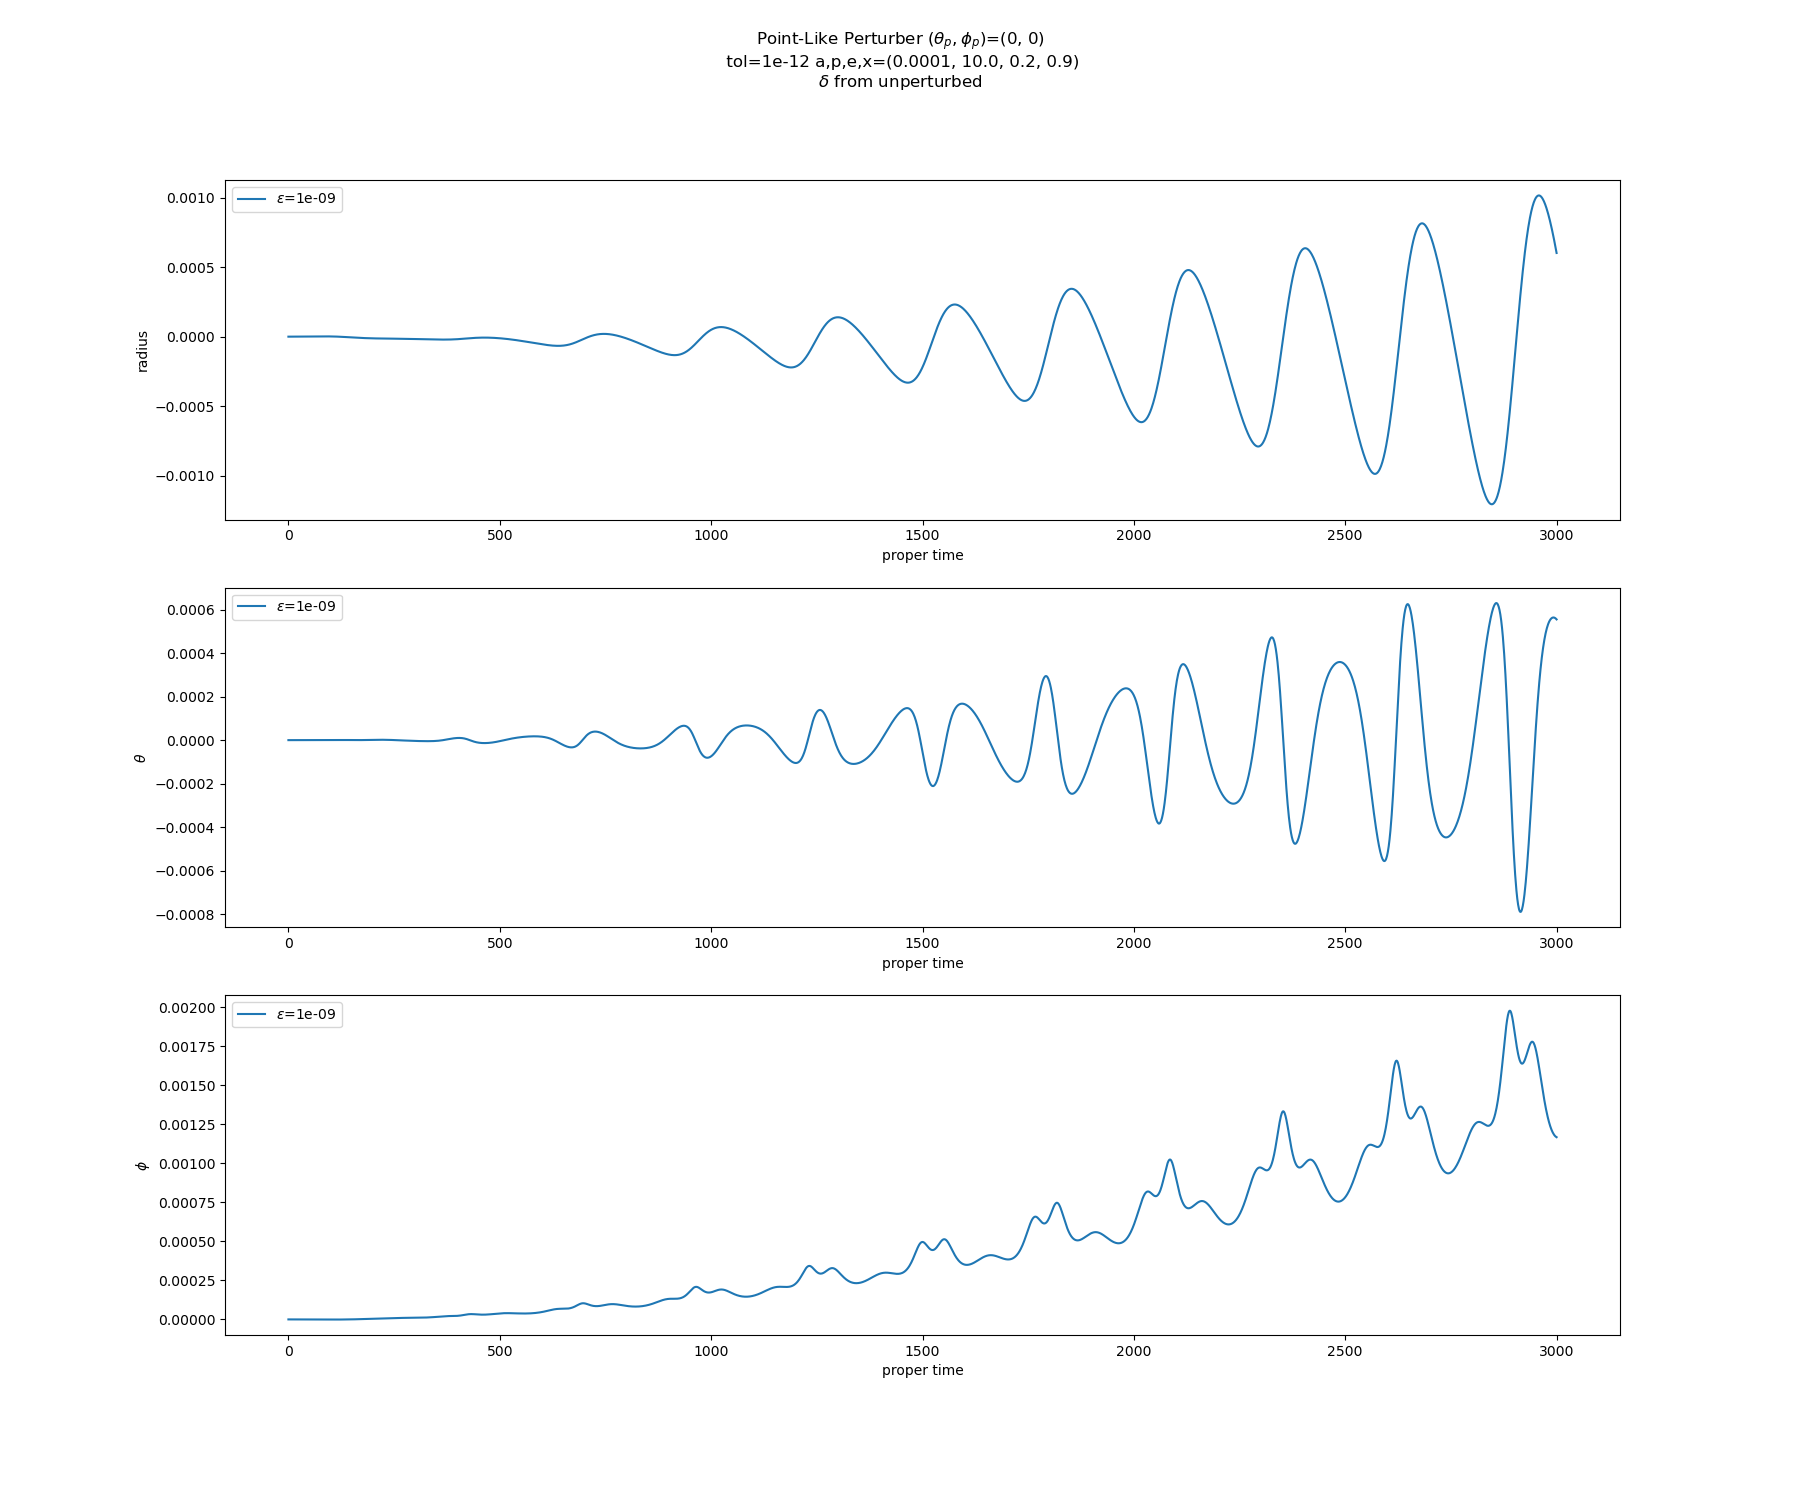 Point-Like Perturber (θp, ϕp)=(0, 0)
tol=1e-12 a,p,e,x=(0.0001, 10.0, 0.2, 0.9)
δ from unperturbed
ε=1e-09
0.0010
0.0005
0.0000
−0.0005
−0.0010
radius
0 500 1000 1500 2000 2500 3000
proper time
ε=1e-09
0.0006
0.0004
0.0002
0.0000
−0.0002
−0.0004
−0.0006
−0.0008
θ
0 500 1000 1500 2000 2500 3000
proper time
ε=1e-09
0.00200
0.00175
0.00150
0.00125
0.00100
0.00075
0.00050
0.00025
0.00000
ϕ
0 500 1000 1500 2000 2500 3000
proper time